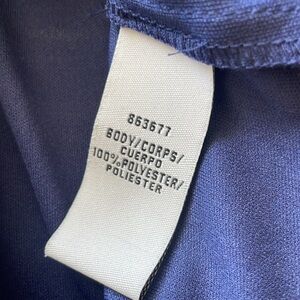 863677
BODY/CORPS/
CUERPO
100%POLYESTER/
POLIESTER